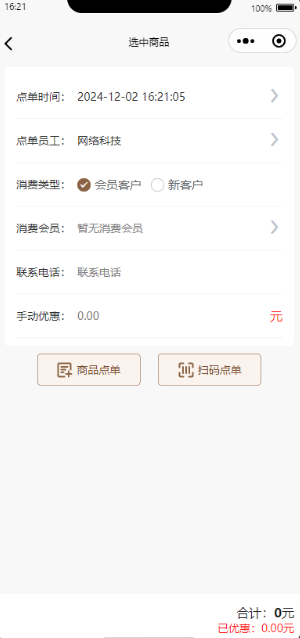 16:21
100%
选中商品
点单时间： 2024-12-02 16:21:05
点单员工： 网络科技
消费类型： 会员客户 新客户
消费会员： 暂无消费会员
联系电话： 联系电话
手动优惠： 0.00 元
商品点单 扫码点单
合计：0元
已优惠：0.00元